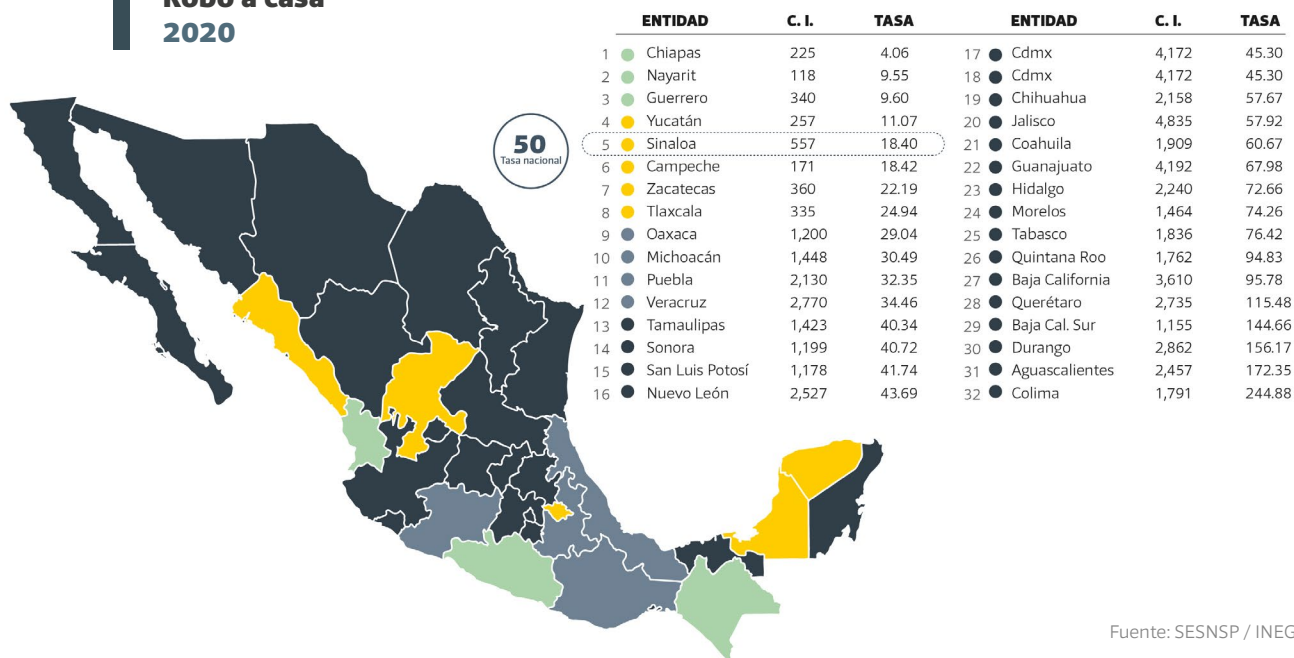 Robo a casa
2020
50
Tasa nacional
ENTIDAD C. I. TASA
1 Chiapas 225 4.06
2 Nayarit 118 9.55
3 Guerrero 340 9.60
4 Yucatán 257 11.07
5 Sinaloa 557 18.40
6 Campeche 171 18.42
7 Zacatecas 360 22.19
8 Tlaxcala 335 24.94
9 Oaxaca 1,200 29.04
10 Michoacán 1,448 30.49
11 Puebla 2,130 32.35
12 Veracruz 2,770 34.46
13 Tamaulipas 1,423 40.34
14 Sonora 1,199 40.72
15 San Luis Potosí 1,178 41.74
16 Nuevo León 2,527 43.69
ENTIDAD C. I. TASA
17 Cdmx 4,172 45.30
18 Cdmx 4,172 45.30
19 Chihuahua 2,158 57.67
20 Jalisco 4,835 57.92
21 Coahuila 1,909 60.67
22 Guanajuato 4,192 67.98
23 Hidalgo 2,240 72.66
24 Morelos 1,464 74.26
25 Tabasco 1,836 76.42
26 Quintana Roo 1,762 94.83
27 Baja California 3,610 95.78
28 Querétaro 2,735 115.48
29 Baja Cal. Sur 1,155 144.66
30 Durango 2,862 156.17
31 Aguascalientes 2,457 172.35
32 Colima 1,791 244.88
Fuente: SESNSP / INEG